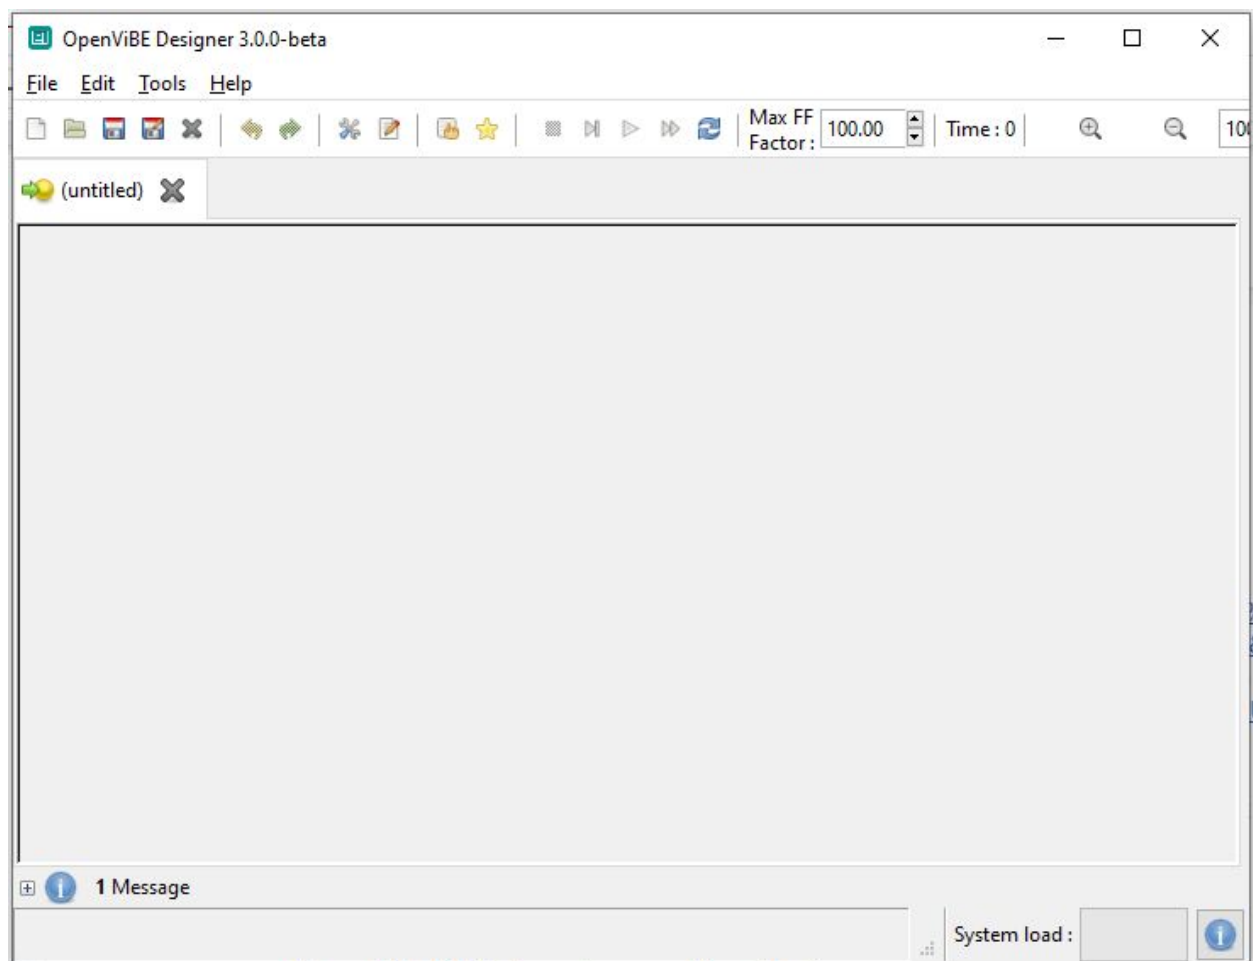 OpenViBE Designer 3.0.0-beta
File Edit Tools Help
Max FF
Factor :
100.00
Time : 0
(untitled)
1 Message
System load :